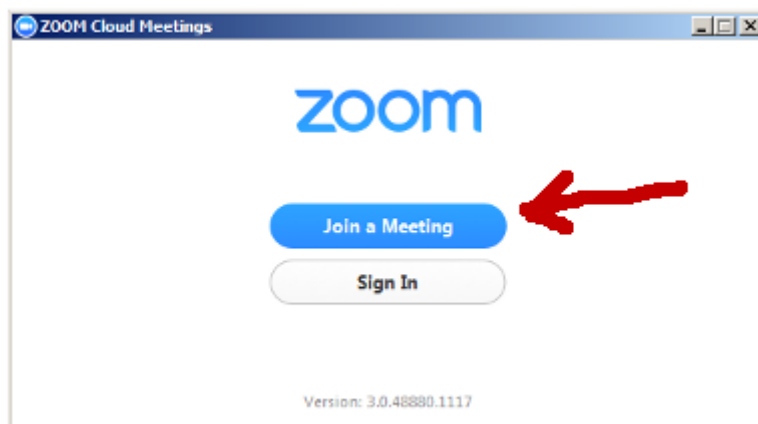 ZOOM Cloud Meetings
zoom
Join a Meeting
Sign In
Version: 3.0.48880.1117